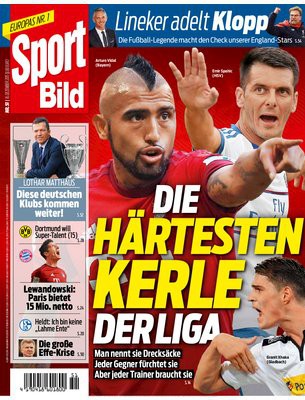 EUROPAS NR. 1
Sport
Bild
Lineker adelt Klopp
Die Fußball-Legende macht den Check unserer England-Stars S.14
Arturo Vidal
(Bayern)
Emir Spahic
(HSV)
LOTHAR MATTHÄUS
Diese deutschen
Klubs kommen
weiter!
Dortmund will
Super-Talent (15)
Lewandowski:
Paris bietet
15 Mio. netto
Heldt: Ich bin keine
"Lahme Ente"
Die große
Effe-Krise
DIE
HÄRTESTEN
KERLE
DER LIGA
Man nennt sie Drecksäcke
Jeder Gegner fürchtet sie
Aber jeder Trainer braucht sie
Granit Xhaka
(Gladbach)